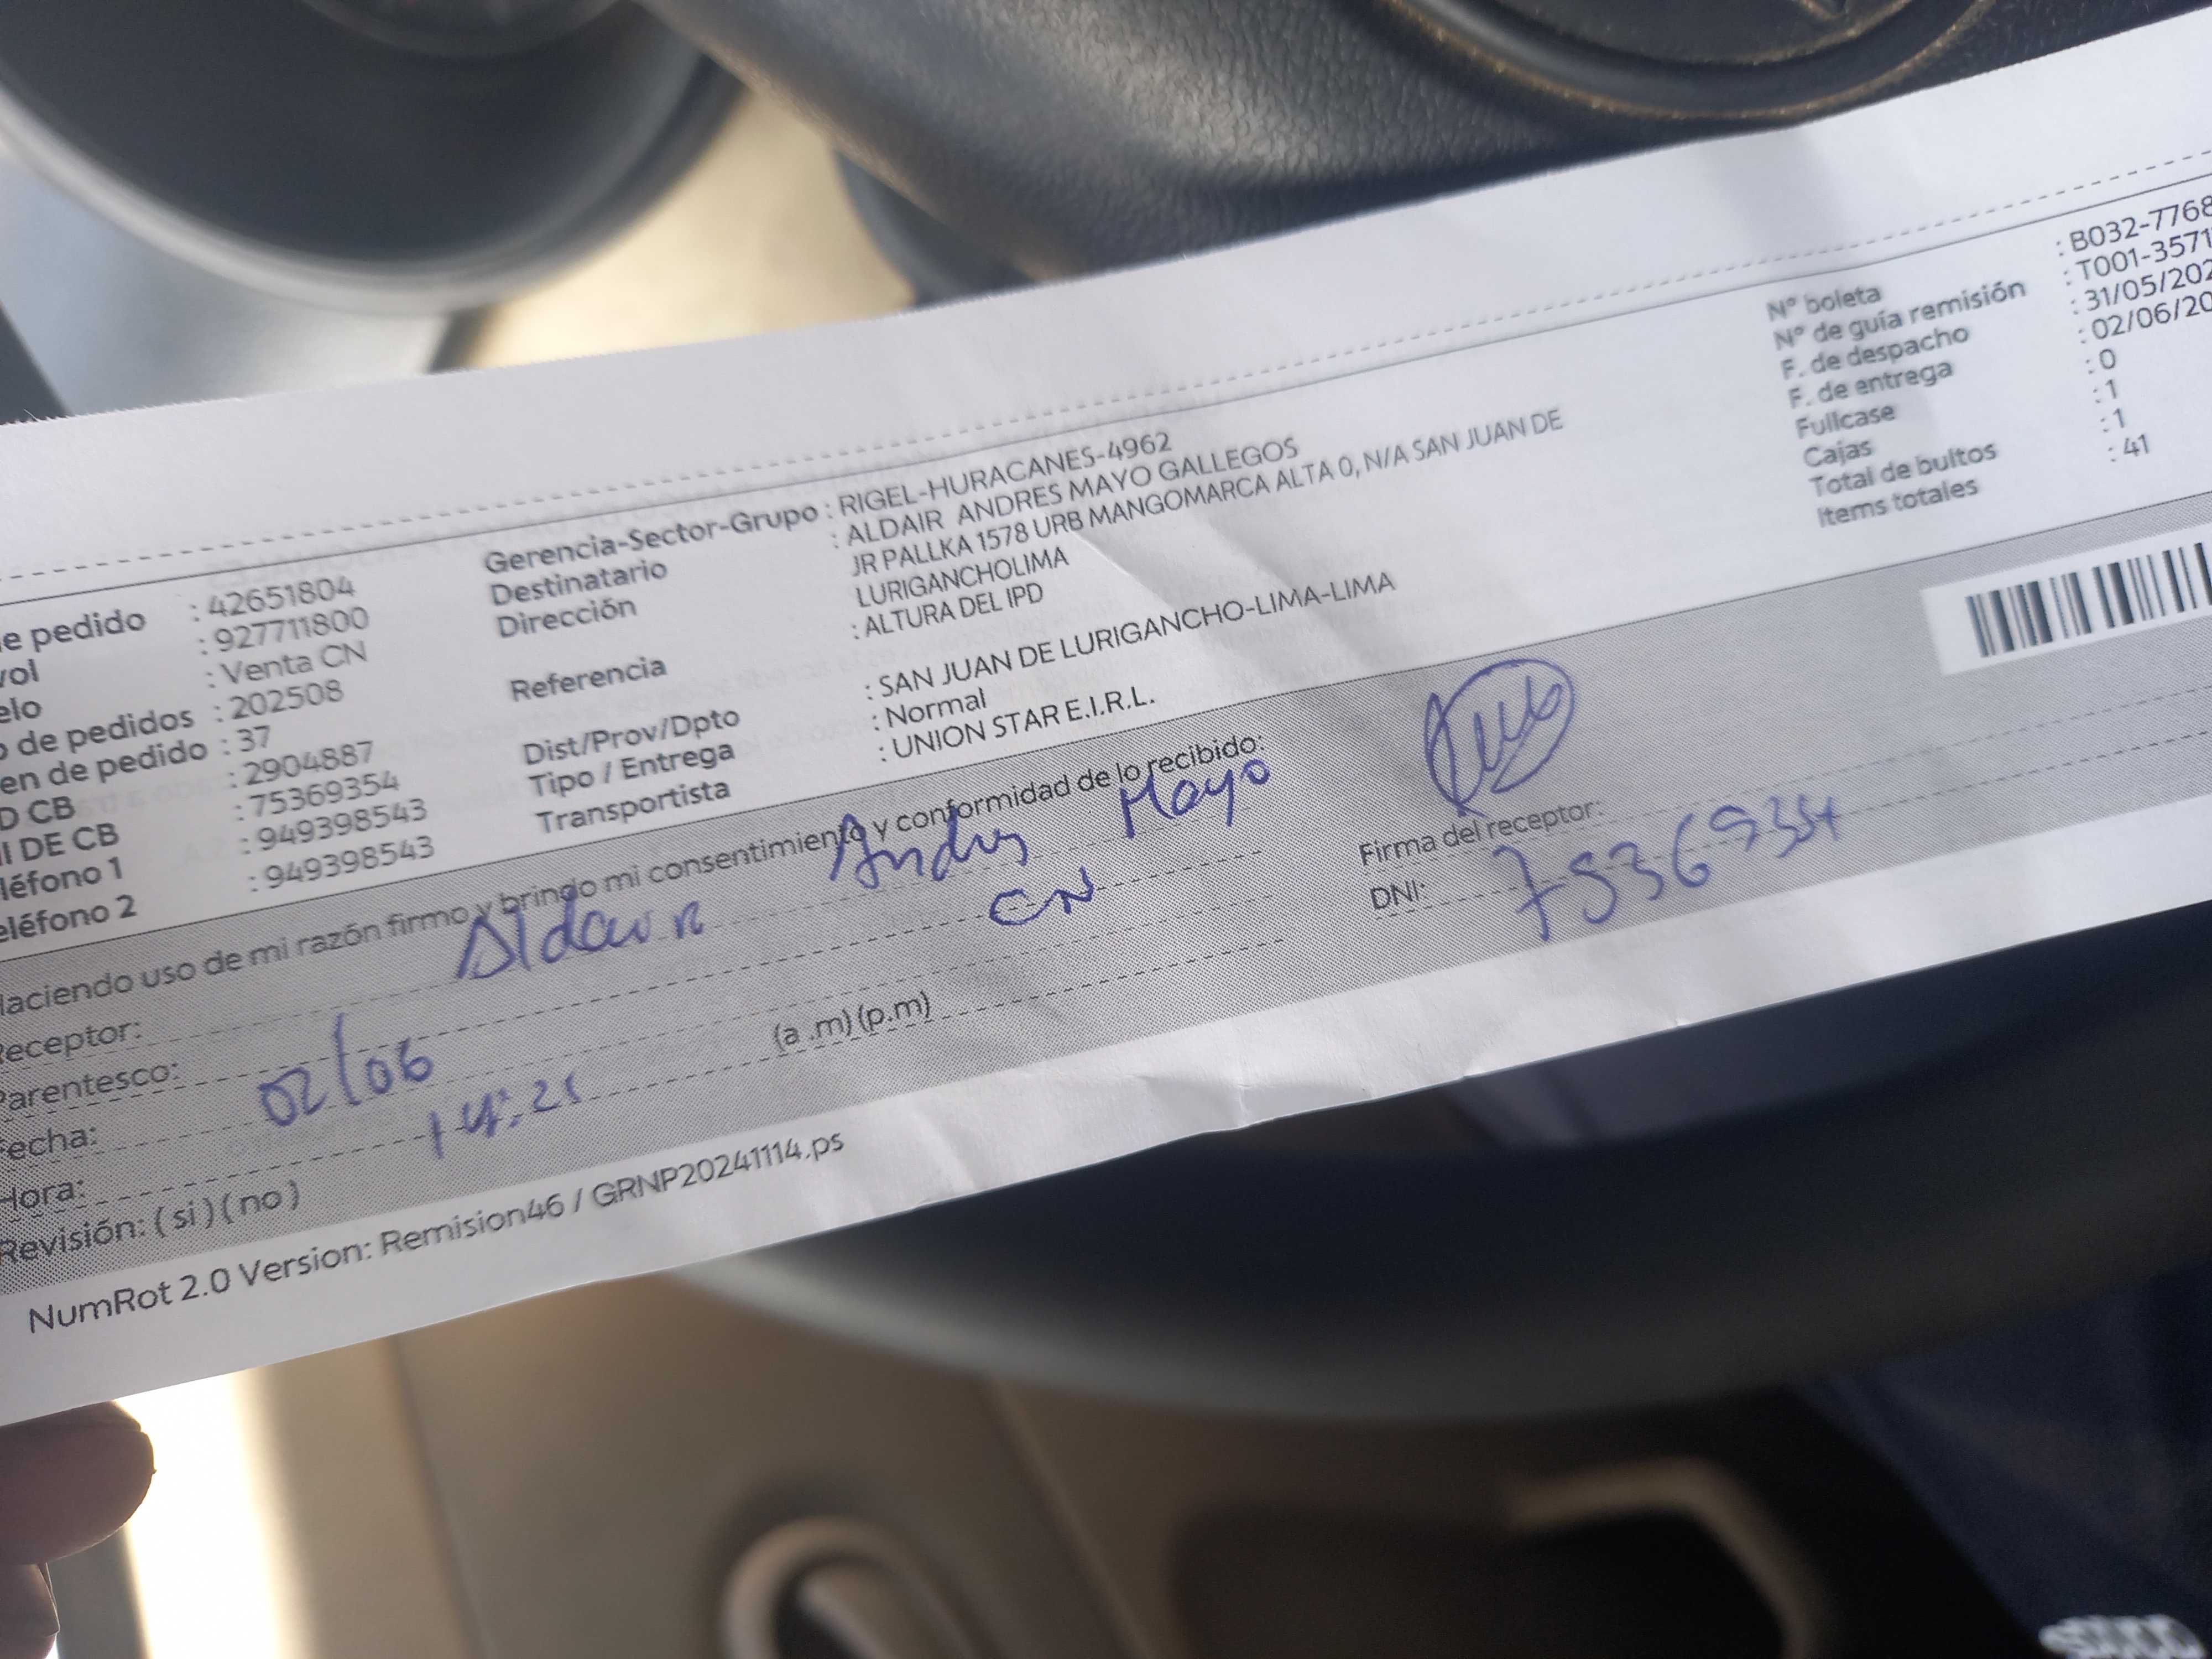 e pedido : 42651804
vol : 927711800
elo : Venta CN
o de pedidos : 202508
en de pedido : 37
D CB : 2904887
I DE CB : 75369354
léfono 1 : 949398543
eléfono 2 : 949398543
Gerencia-Sector-Grupo : RIGEL-HURACANES-4962
Destinatario : ALDAIR ANDRES MAYO GALLEGOS
Dirección JR PALLKA 1578 URB MANGOMARCA ALTA 0, N/A SAN JUAN DE
LURIGANCHOLIMA
Referencia : ALTURA DEL IPD
Dist/Prov/Dpto : SAN JUAN DE LURIGANCHO-LIMA-LIMA
Tipo / Entrega : Normal
Transportista : UNION STAR E.I.R.L.
N° boleta : B032-7768
N° de guía remisión : T001-3571
F. de despacho : 31/05/202
F. de entrega : 02/06/20
Fullcase : 0
Cajas : 1
Total de bultos : 1
Items totales : 41
Haciendo uso de mi razón firmo y brindo mi consentimiento y conformidad de lo recibido:
Receptor: Aldair Andres Mayo
Parentesco: CN
Fecha: 02/06
Hora: 14:21 (a .m) (p.m)
Revisión: ( si ) ( no )
Firma del receptor:
DNI: 75369354
NumRot 2.0 Version: Remision46 / GRNP20241114.ps